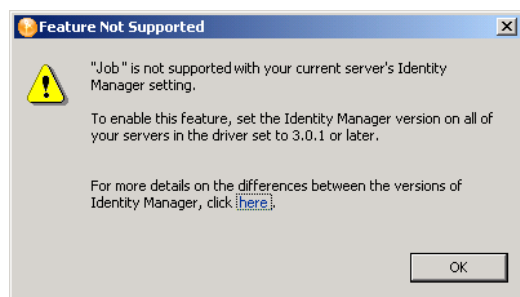 Feature Not Supported
"Job" is not supported with your current server's Identity
Manager setting.
To enable this feature, set the Identity Manager version on all of
your servers in the driver set to 3.0.1 or later.
For more details on the differences between the versions of
Identity Manager, click here.
OK